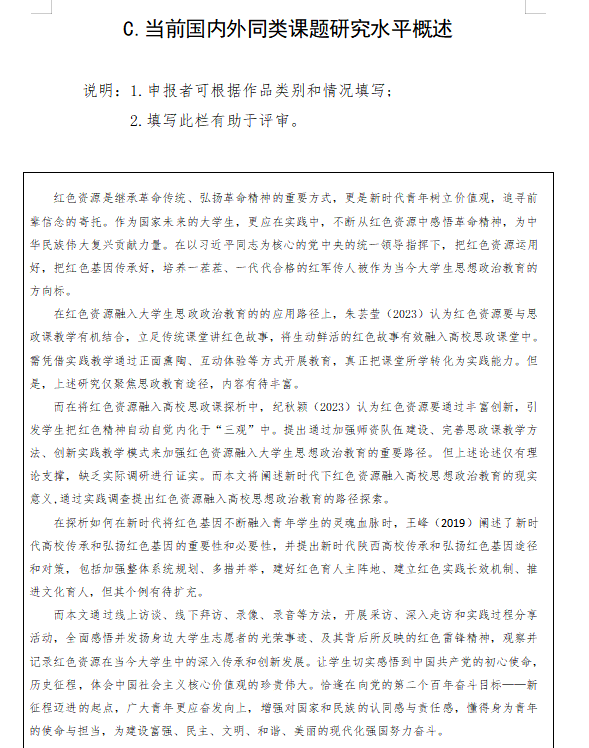 C.当前国内外同类课题研究水平概述
说明：1.申报者可根据作品类别和情况填写；
2.填写此栏有助于评审。
红色资源是继承革命传统、弘扬革命精神的重要方式，更是新时代青年树立价值观，追寻前
辈信念的寄托。作为国家未来的大学生，更应在实践中，不断从红色资源中感悟革命精神，为中
华民族伟大复兴贡献力量。在以习近平同志为核心的党中央的统一领导指挥下，把红色资源运用
好，把红色基因传承好，培养一茬茬、一代代合格的红军传人被作为当今大学生思想政治教育的
方向标。
在红色资源融入大学生思政政治教育的的应用路径上，朱芸莹（2023）认为红色资源要与思
政课教学有机结合，立足传统课堂讲红色故事，将生动鲜活的红色故事有效融入高校思政课堂中。
需凭借实践教学通过正面熏陶、互动体验等方式开展教育，真正把课堂所学转化为实践能力。但
是，上述研究仅聚焦思政教育途径，内容有待丰富。
而在将红色资源融入高校思政课探析中，纪秋颖（2023）认为红色资源要通过丰富创新，引
发学生把红色精神自动自觉内化于“三观”中。提出通过加强师资队伍建设、完善思政课教学方
法、创新实践教学模式来加强红色资源融入大学生思想政治教育的重要路径。但上述论述仅有理
论支撑，缺乏实际调研进行证实。而本文将阐述新时代下红色资源融入高校思想政治教育的现实
意义,通过实践调查提出红色资源融入高校思想政治教育的路径探索。
在探析如何在新时代将红色基因不断融入青年学生的灵魂血脉时，王峰（2019）阐述了新时
代高校传承和弘扬红色基因的重要性和必要性，并提出新时代陕西高校传承和弘扬红色基因途径
和对策，包括加强整体系统规划、多措并举，建好红色育人主阵地、建立红色实践长效机制、推
进文化育人，但其个例有待扩充。
而本文通过线上访谈、线下拜访、录像、录音等方法，开展采访、深入走访和实践过程分享
活动，全面感悟并发扬身边大学生志愿者的光荣事迹、及其背后所反映的红色雷锋精神，观察并
记录红色资源在当今大学生中的深入传承和创新发展。让学生切实感悟到中国共产党的初心使命，
历史征程，体会中国社会主义核心价值观的珍贵伟大。恰逢在向党的第二个百年奋斗目标——新
征程迈进的起点，广大青年更应奋发向上，增强对国家和民族的认同感与责任感，懂得身为青年
的使命与担当，为建设富强、民主、文明、和谐、美丽的现代化强国努力奋斗。